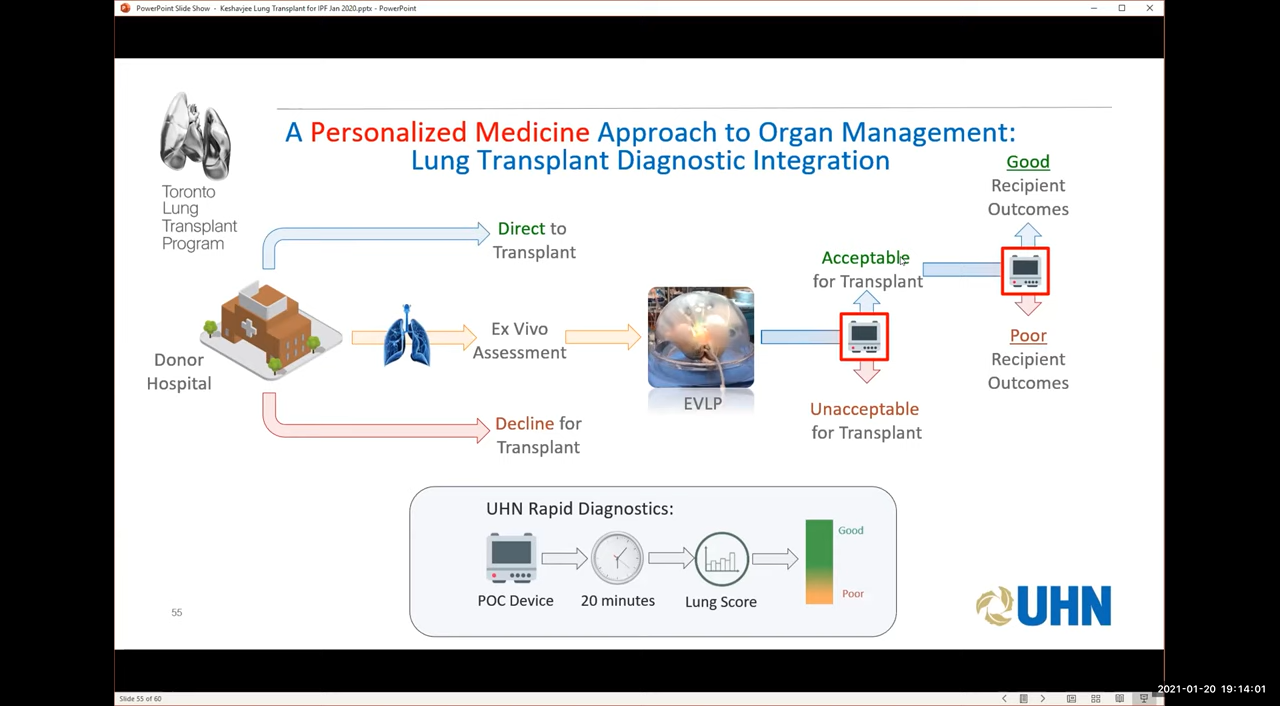 PowerPoint Slide Show - Keshavjee Lung Transplant for IPF Jan 2020.pptx - PowerPoint
A Personalized Medicine Approach to Organ Management:
Lung Transplant Diagnostic Integration
Toronto
Lung
Transplant
Program
Good
Recipient
Outcomes
Direct to
Transplant
Acceptable
for Transplant
Donor
Hospital
Ex Vivo
Assessment
EVLP
Poor
Recipient
Outcomes
Decline for
Transplant
Unacceptable
for Transplant
UHN Rapid Diagnostics:
POC Device
20 minutes
Lung Score
Good
Poor
55
UHN
Slide 55 of 60
2021-01-20 19:14:01